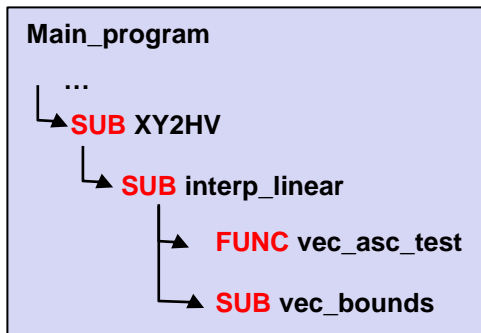 Main_program
...
SUB XY2HV
SUB interp_linear
FUNC vec_asc_test
SUB vec_bounds